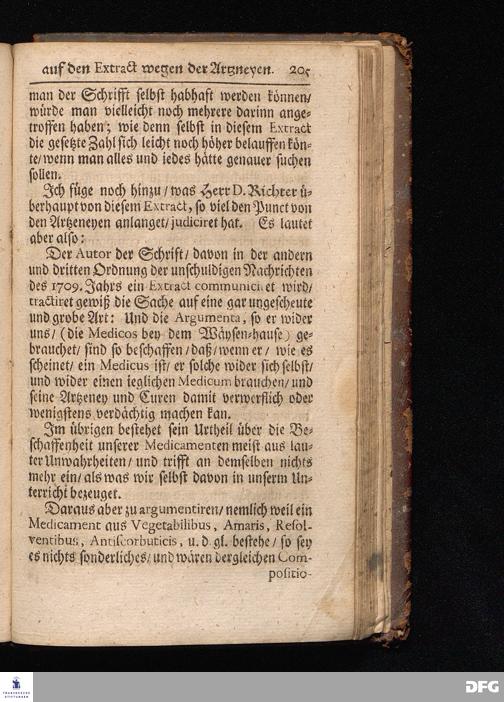 auf den Extract wegen der Artzneyen. 205
man der Schrifft selbst habhaft werden können/
würde man vielleicht noch mehrere darinn ange-
troffen haben; wie denn selbst in diesem Extract
die gesetzte Zahl sich leicht noch höher belauffen kön-
te/ wenn man alles und jedes hätte genauer suchen
sollen.
Ich füge noch hinzu/ was Herr D. Richter ü-
berhaupt von diesem Extract, so viel den Punct von
den Artzeneyen anlanget/ judiciret hat. Es lautet
aber also:
Der Autor der Schrift/ davon in der andern
und dritten Ordnung der unschuldigen Nachrichten
des 1709. Jahrs ein Extract communiciret wird/
tractiret gewiß die Sache auf eine gar ungescheute
und grobe Art: Und die Argumenta, so er wider
uns/ (die Medicos bey dem Wäysen-hause) ge-
brauchet/ sind so beschaffen/ daß/ wenn er/ wie es
scheinet/ ein Medicus ist/ er solche wider sich selbst/
und wider einen ieglichen Medicum brauchen/ und
seine Artzeney und Curen damit verwerflich oder
wenigstens verdächtig machen kan.
Im übrigen bestehet sein Urtheil über die Be-
schaffenheit unserer Medicamenten meist aus lau-
ter Unwahrheiten/ und trifft an demselben nichts
mehr ein/ als was wir selbst davon in unserm Un-
terricht bezeuget.
Daraus aber zu argumentiren/ nemlich weil ein
Medicament aus Vegetabilibus, Amaris, Resol-
ventibus, Antiscorbuticis, u. d. gl. bestehe/ so sey
es nichts sonderliches/ und wären dergleichen Com-
positio-
FRANCKESCHE
STIFTUNGEN
DFG